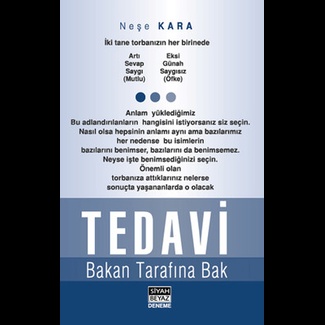 Neşe KARA
İki tane torbanızın her birinede
Artı Eksi
Sevap Günah
Saygı Saygısız
(Mutlu) (Öfke)
Anlam yüklediğimiz
Bu adlandırılanların hangisini istiyorsanız siz seçin.
Nasıl olsa hepsinin anlamı aynı ama bazılarımız
her nedense bu isimlerin
bazılarını benimser, bazılarını da benimsemez.
Neyse işte benimsediğinizi seçin.
Önemli olan
torbanıza attıklarınız nelerse
sonuçta yaşananlarda o olacak
TEDAVİ
Bakan Tarafına Bak
SİYAH
BEYAZ
DENEME